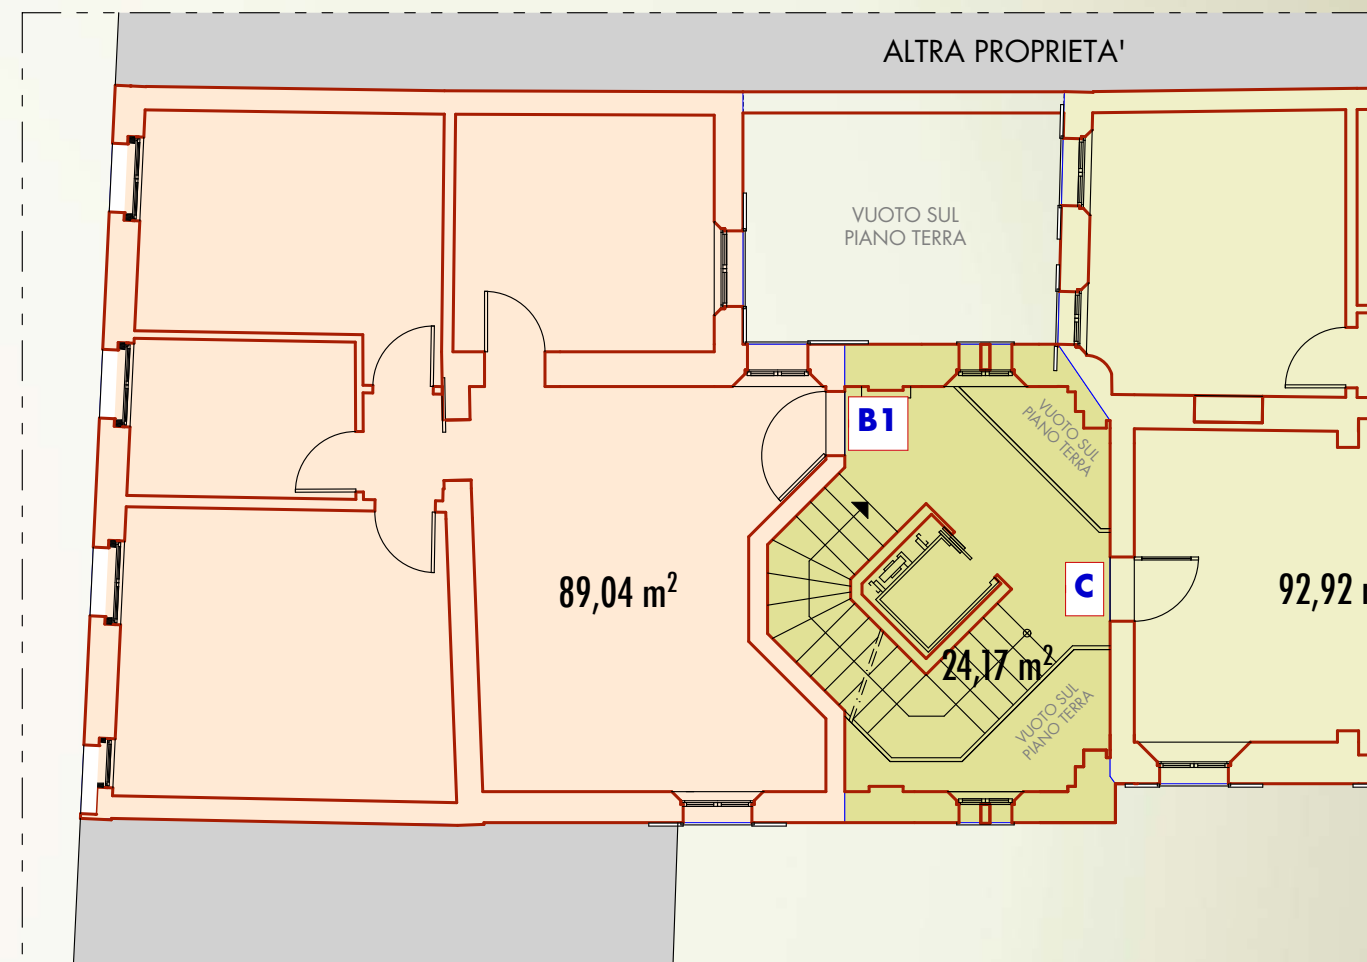 ALTRA PROPRIETA'
VUOTO SUL
PIANO TERRA
VUOTO SUL
PIANO TERRA
B1
89,04 m²
C
92,92
24,17 m²
VUOTO SUL
PIANO TERRA